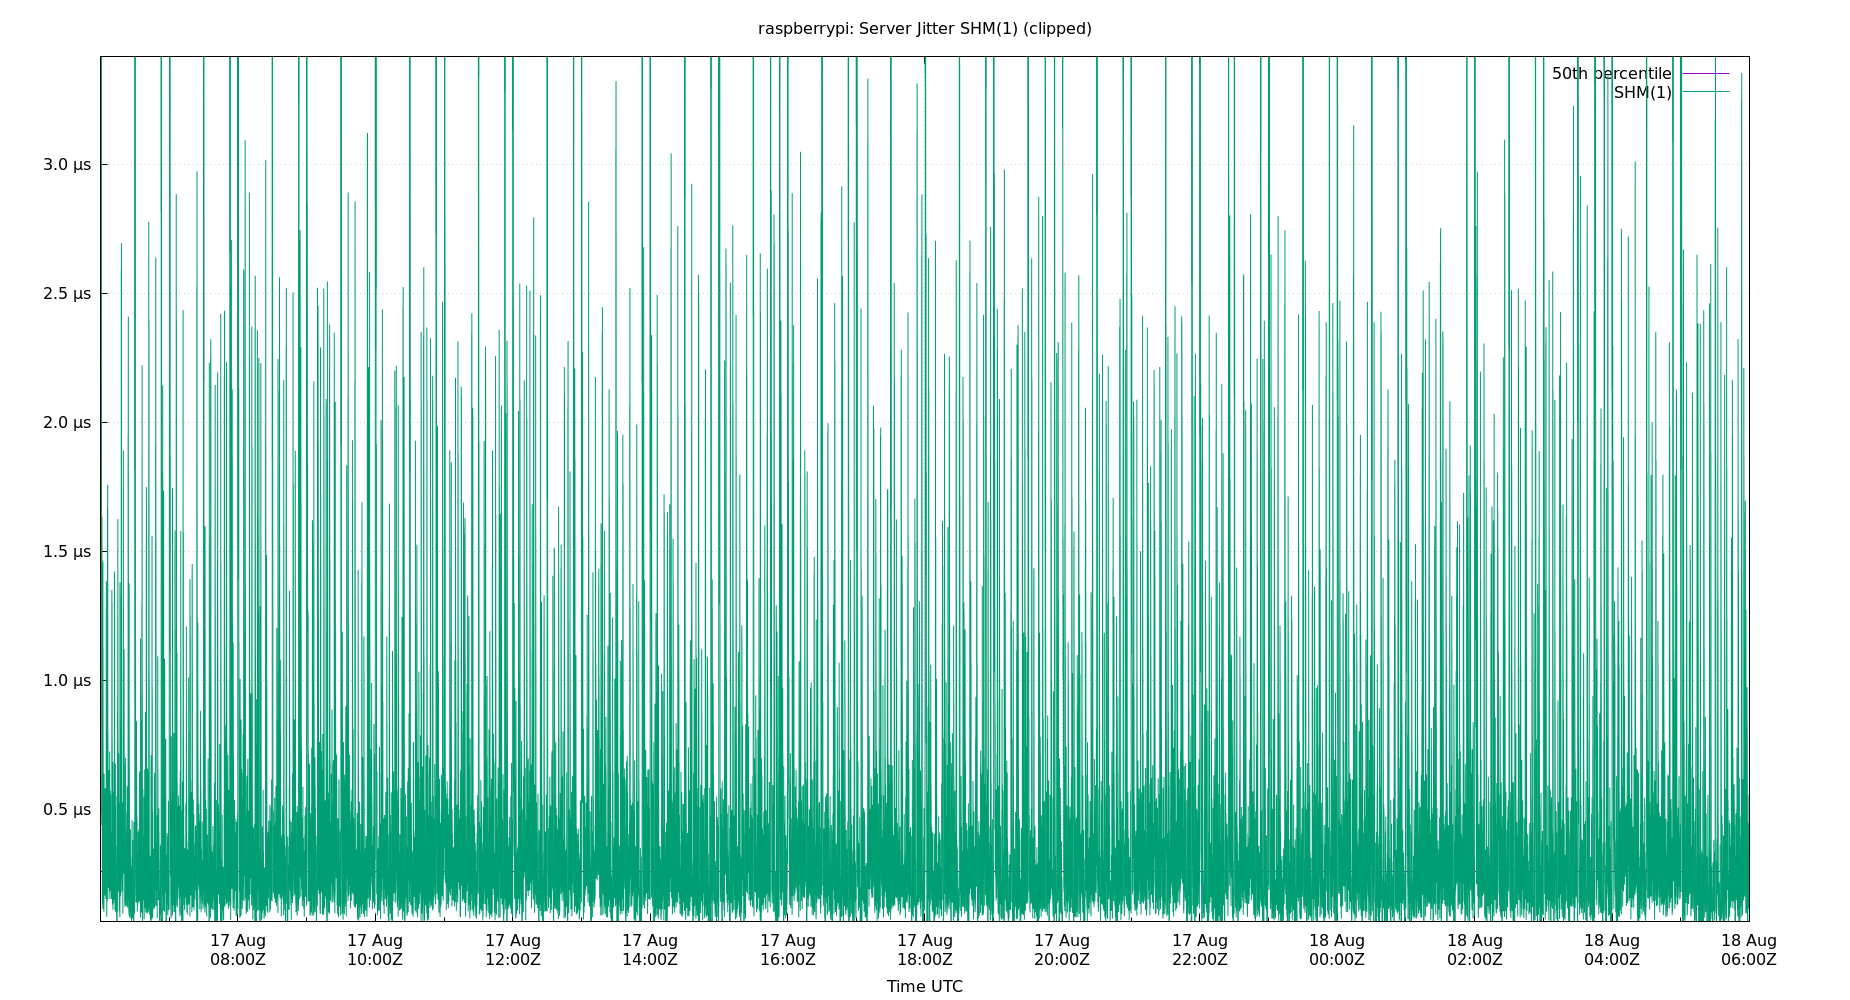 raspberrypi: Server Jitter SHM(1) (clipped)
50th percentile
SHM(1)
3.0 µs
2.5 µs
2.0 µs
1.5 µs
1.0 µs
0.5 µs
17 Aug 17 Aug 17 Aug 17 Aug 17 Aug 17 Aug 17 Aug 17 Aug 18 Aug 18 Aug 18 Aug 18 Aug
08:00Z 10:00Z 12:00Z 14:00Z 16:00Z 18:00Z 20:00Z 22:00Z 00:00Z 02:00Z 04:00Z 06:00Z
Time UTC